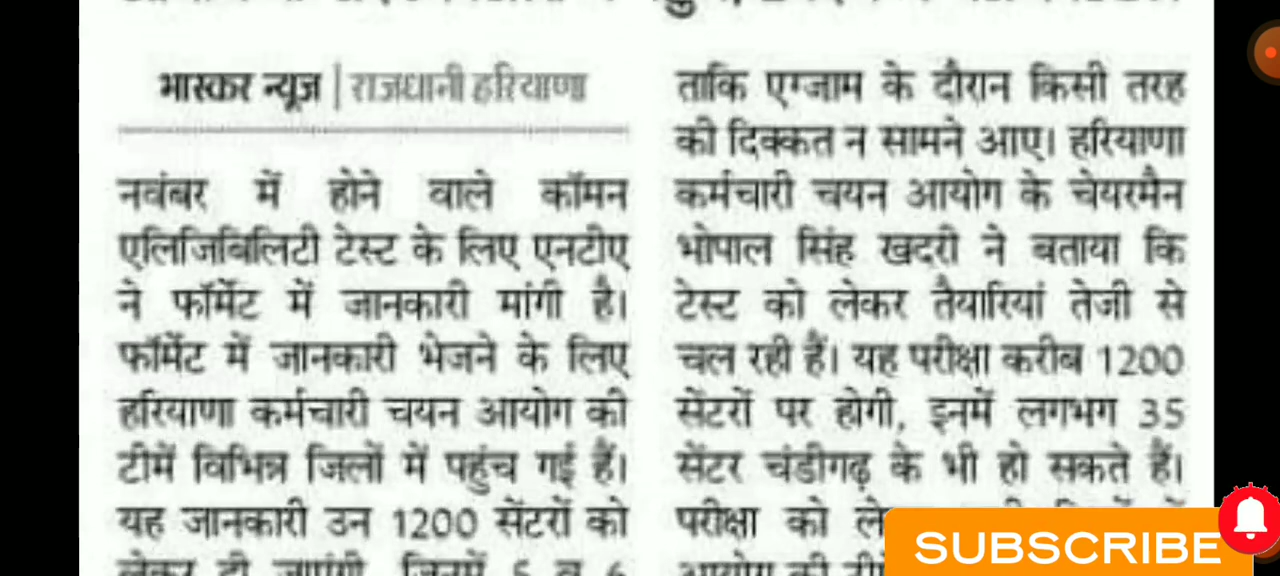 भास्कर न्यूज | राजधानी हरियाणा
नवंबर में होने वाले कॉमन
एलिजिबिलिटी टेस्ट के लिए एनटीए
ने फॉर्मेट में जानकारी मांगी है।
फॉर्मेट में जानकारी भेजने के लिए
हरियाणा कर्मचारी चयन आयोग की
टीमें विभिन्न जिलों में पहुंच गई हैं।
यह जानकारी उन 1200 सेंटरों को
ताकि एग्जाम के दौरान किसी तरह
की दिक्कत न सामने आए। हरियाणा
कर्मचारी चयन आयोग के चेयरमैन
भोपाल सिंह खदरी ने बताया कि
टेस्ट को लेकर तैयारियां तेजी से
चल रही हैं। यह परीक्षा करीब 1200
सेंटरों पर होगी, इनमें लगभग 35
सेंटर चंडीगढ़ के भी हो सकते हैं।
परीक्षा को
SUBSCRIBE